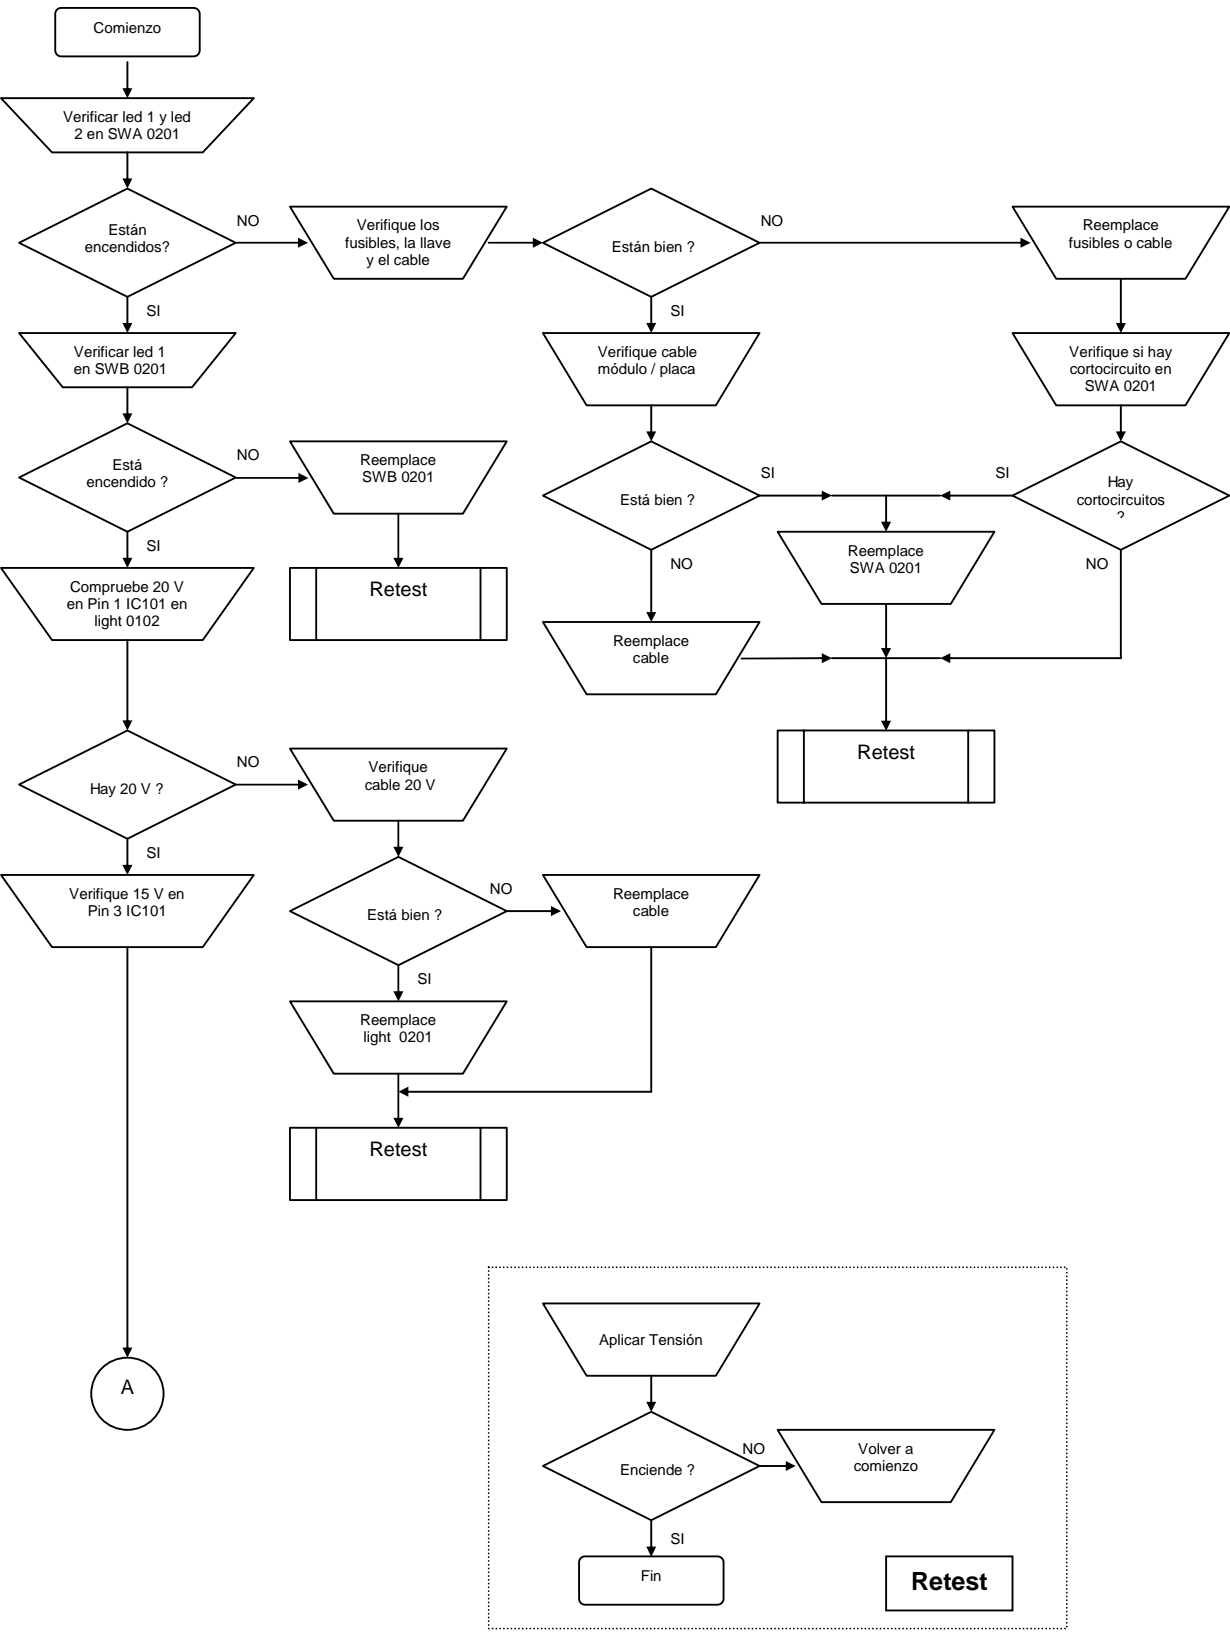 Comienzo
Verificar led 1 y led
2 en SWA 0201
Están
encendidos?
NO
Verifique los
fusibles, la llave
y el cable
Están bien ?
NO
Reemplace
fusibles o cable
SI
SI
Verificar led 1
en SWB 0201
Verifique cable
módulo / placa
Verifique si hay
cortocircuito en
SWA 0201
Está
encendido ?
NO
Reemplace
SWB 0201
Está bien ?
SI
SI
Hay
cortocircuitos
?
SI
NO
NO
Reemplace
SWA 0201
Compruebe 20 V
en Pin 1 IC101 en
light 0102
Retest
Reemplace
cable
Retest
Hay 20 V ?
NO
Verifique
cable 20 V
SI
Verifique 15 V en
Pin 3 IC101
Está bien ?
NO
Reemplace
cable
SI
Reemplace
light 0201
Retest
A
Aplicar Tensión
Enciende ?
NO
Volver a
comienzo
SI
Fin
Retest